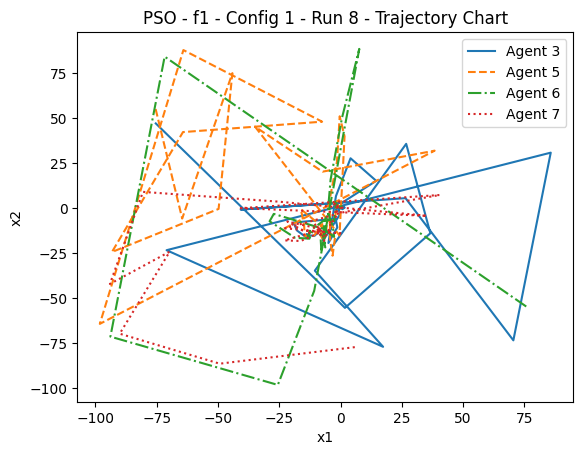 PSO - f1 - Config 1 - Run 8 - Trajectory Chart
Agent 3
Agent 5
Agent 6
Agent 7
x2
75
50
25
0
−25
−50
−75
−100
−100
−75
−50
−25
0
25
50
75
x1